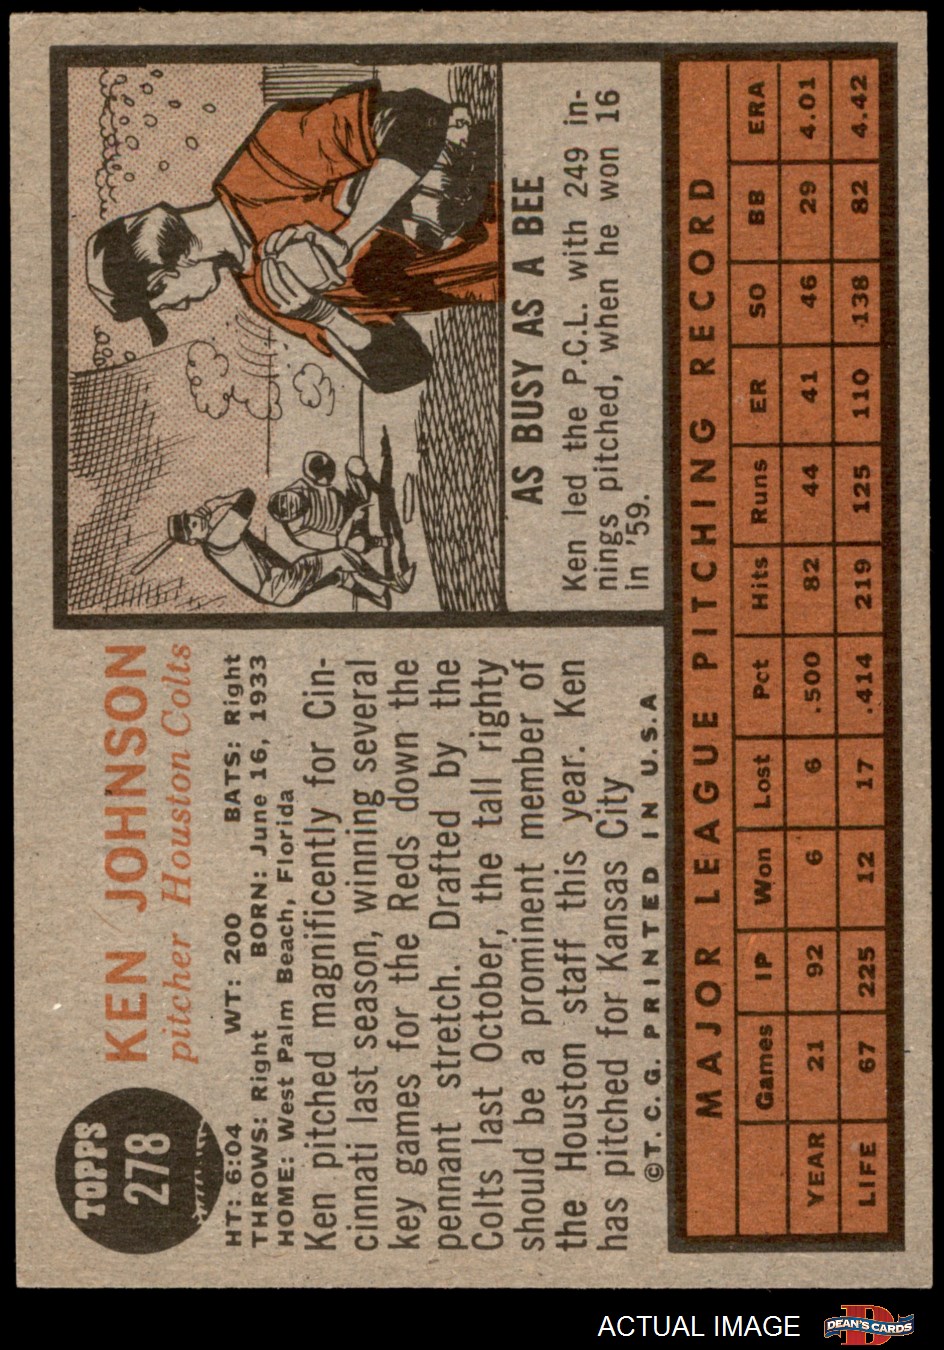 TOPPS
278
KEN JOHNSON
pitcher Houston Colts
HT: 6:04 WT: 200 BATS: Right
THROWS: Right BORN: June 16, 1933
HOME: West Palm Beach, Florida
Ken pitched magnificently for Cin-
cinnati last season, winning several
key games for the Reds down the
pennant stretch. Drafted by the
Colts last October, the tall righty
should be a prominent member of
the Houston staff this year. Ken
has pitched for Kansas City
©T. C. G. PRINTED IN U.S.A
AS BUSY AS A BEE
Ken led the P.C.L. with 249 in-
nings pitched, when he won 16
in '59.
MAJOR LEAGUE PITCHING RECORD
Games IP Won Lost Pct Hits Runs ER SO BB ERA
YEAR 21 92 6 6 .500 82 44 41 46 29 4.01
LIFE 67 225 12 17 .414 219 125 110 138 82 4.42
ACTUAL IMAGE
DEAN'S CARDS